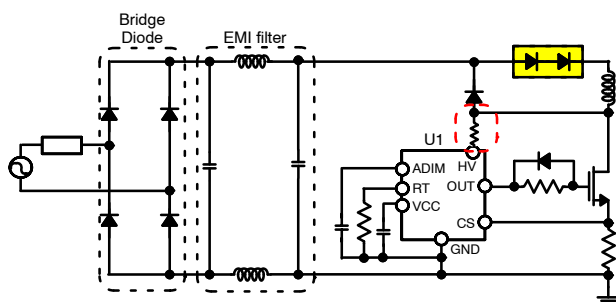 Bridge
Diode
EMI filter
U1
ADIM
HV
RT
OUT
VCC
CS
GND